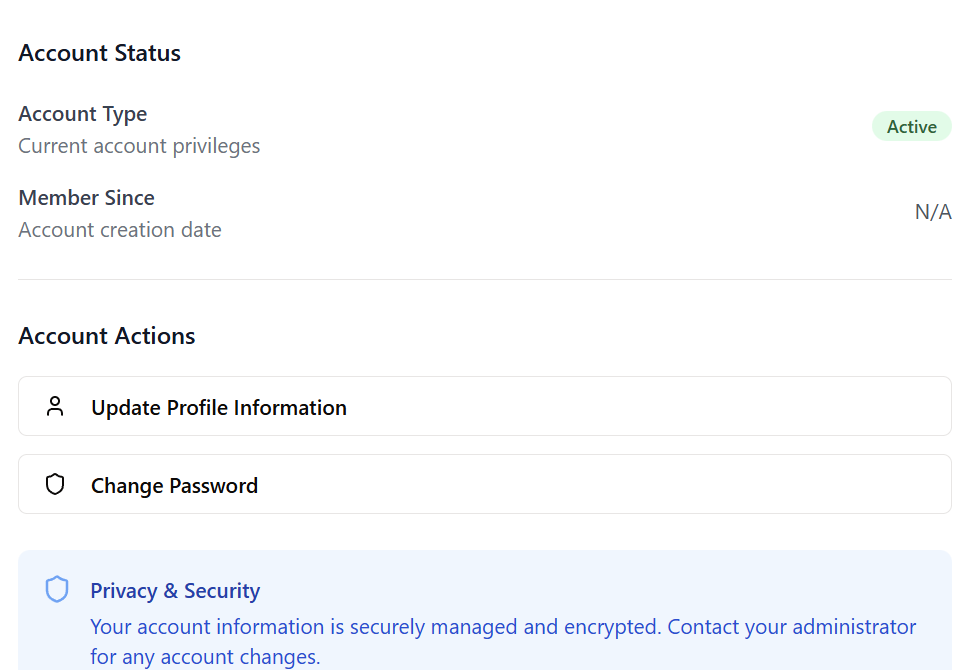 Account Status
Account Type
Current account privileges
Active
Member Since
Account creation date
N/A
Account Actions
Update Profile Information
Change Password
Privacy & Security
Your account information is securely managed and encrypted. Contact your administrator
for any account changes.